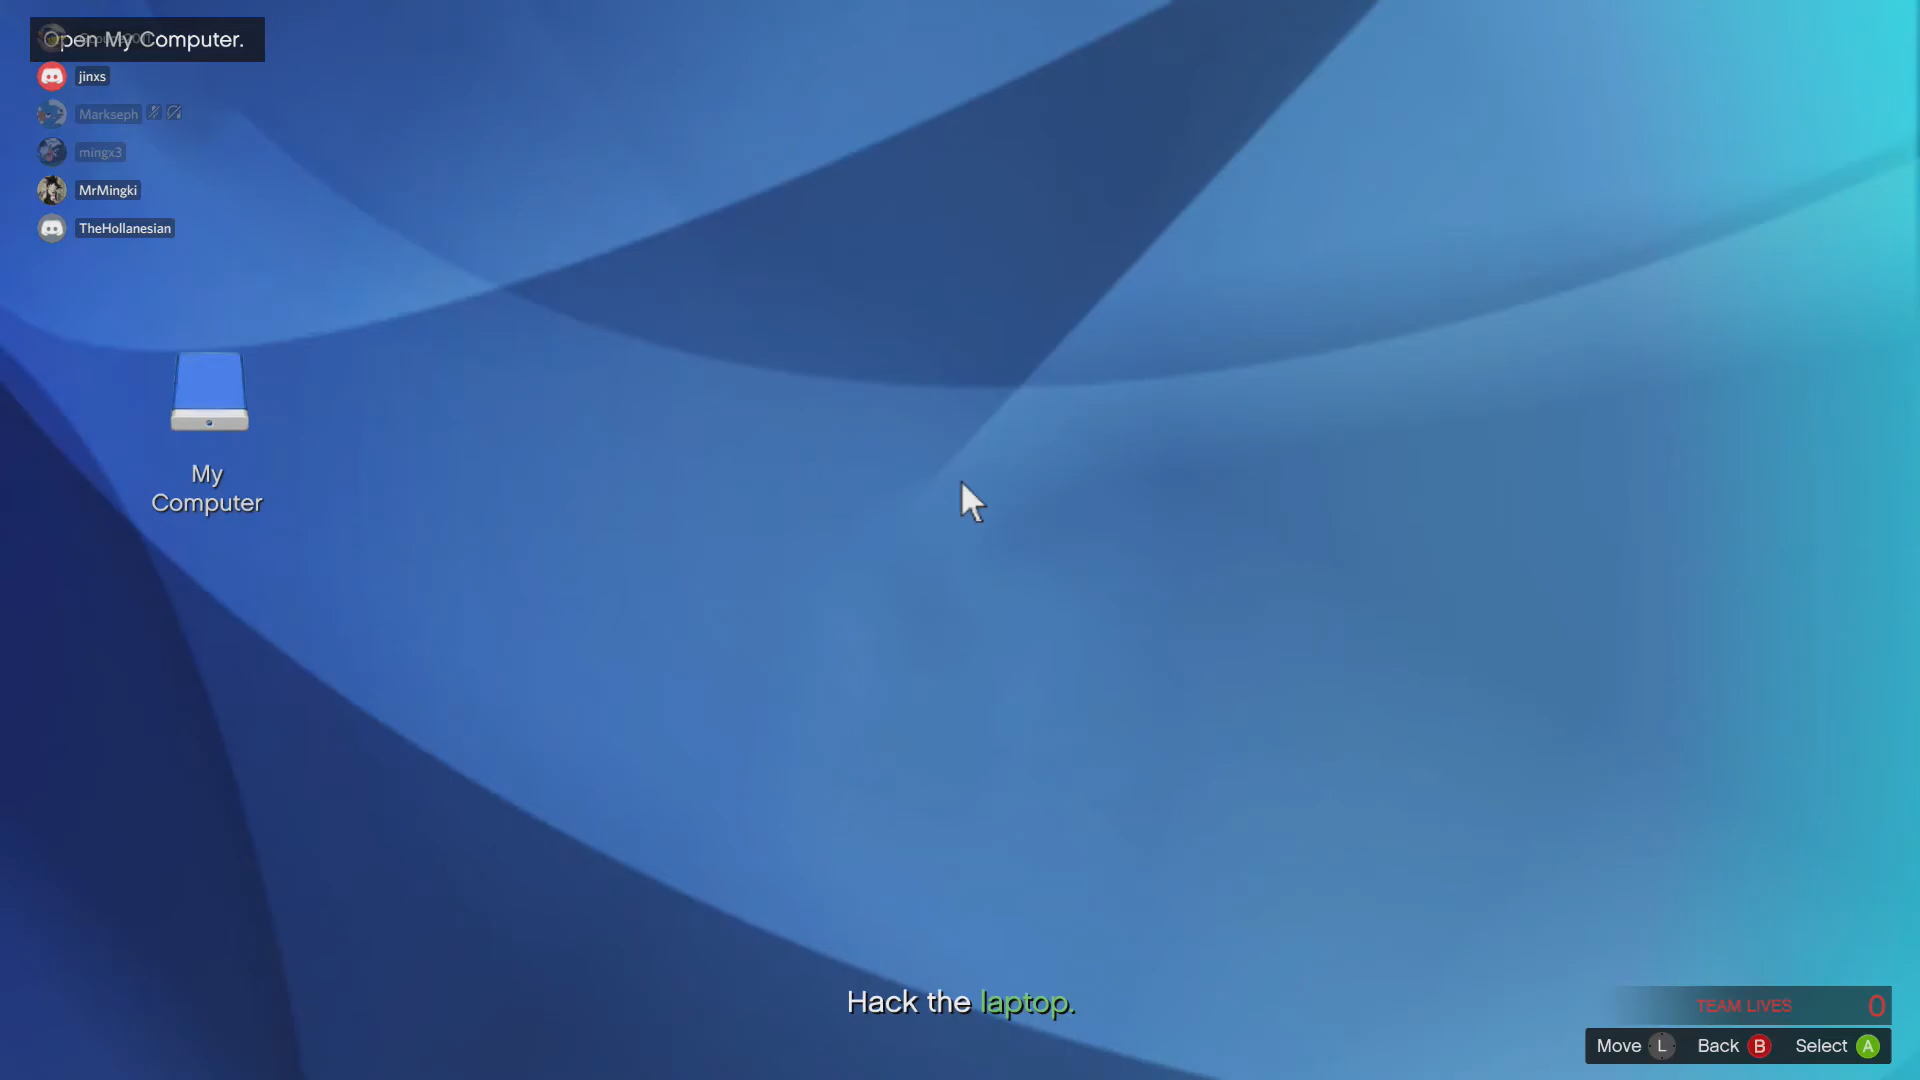 Open My Computer.
jinxs
Markseph
mingx3
MrMingki
TheHollanesian
My
Computer
Hack the laptop.
TEAM LIVES 0
Move L Back B Select A